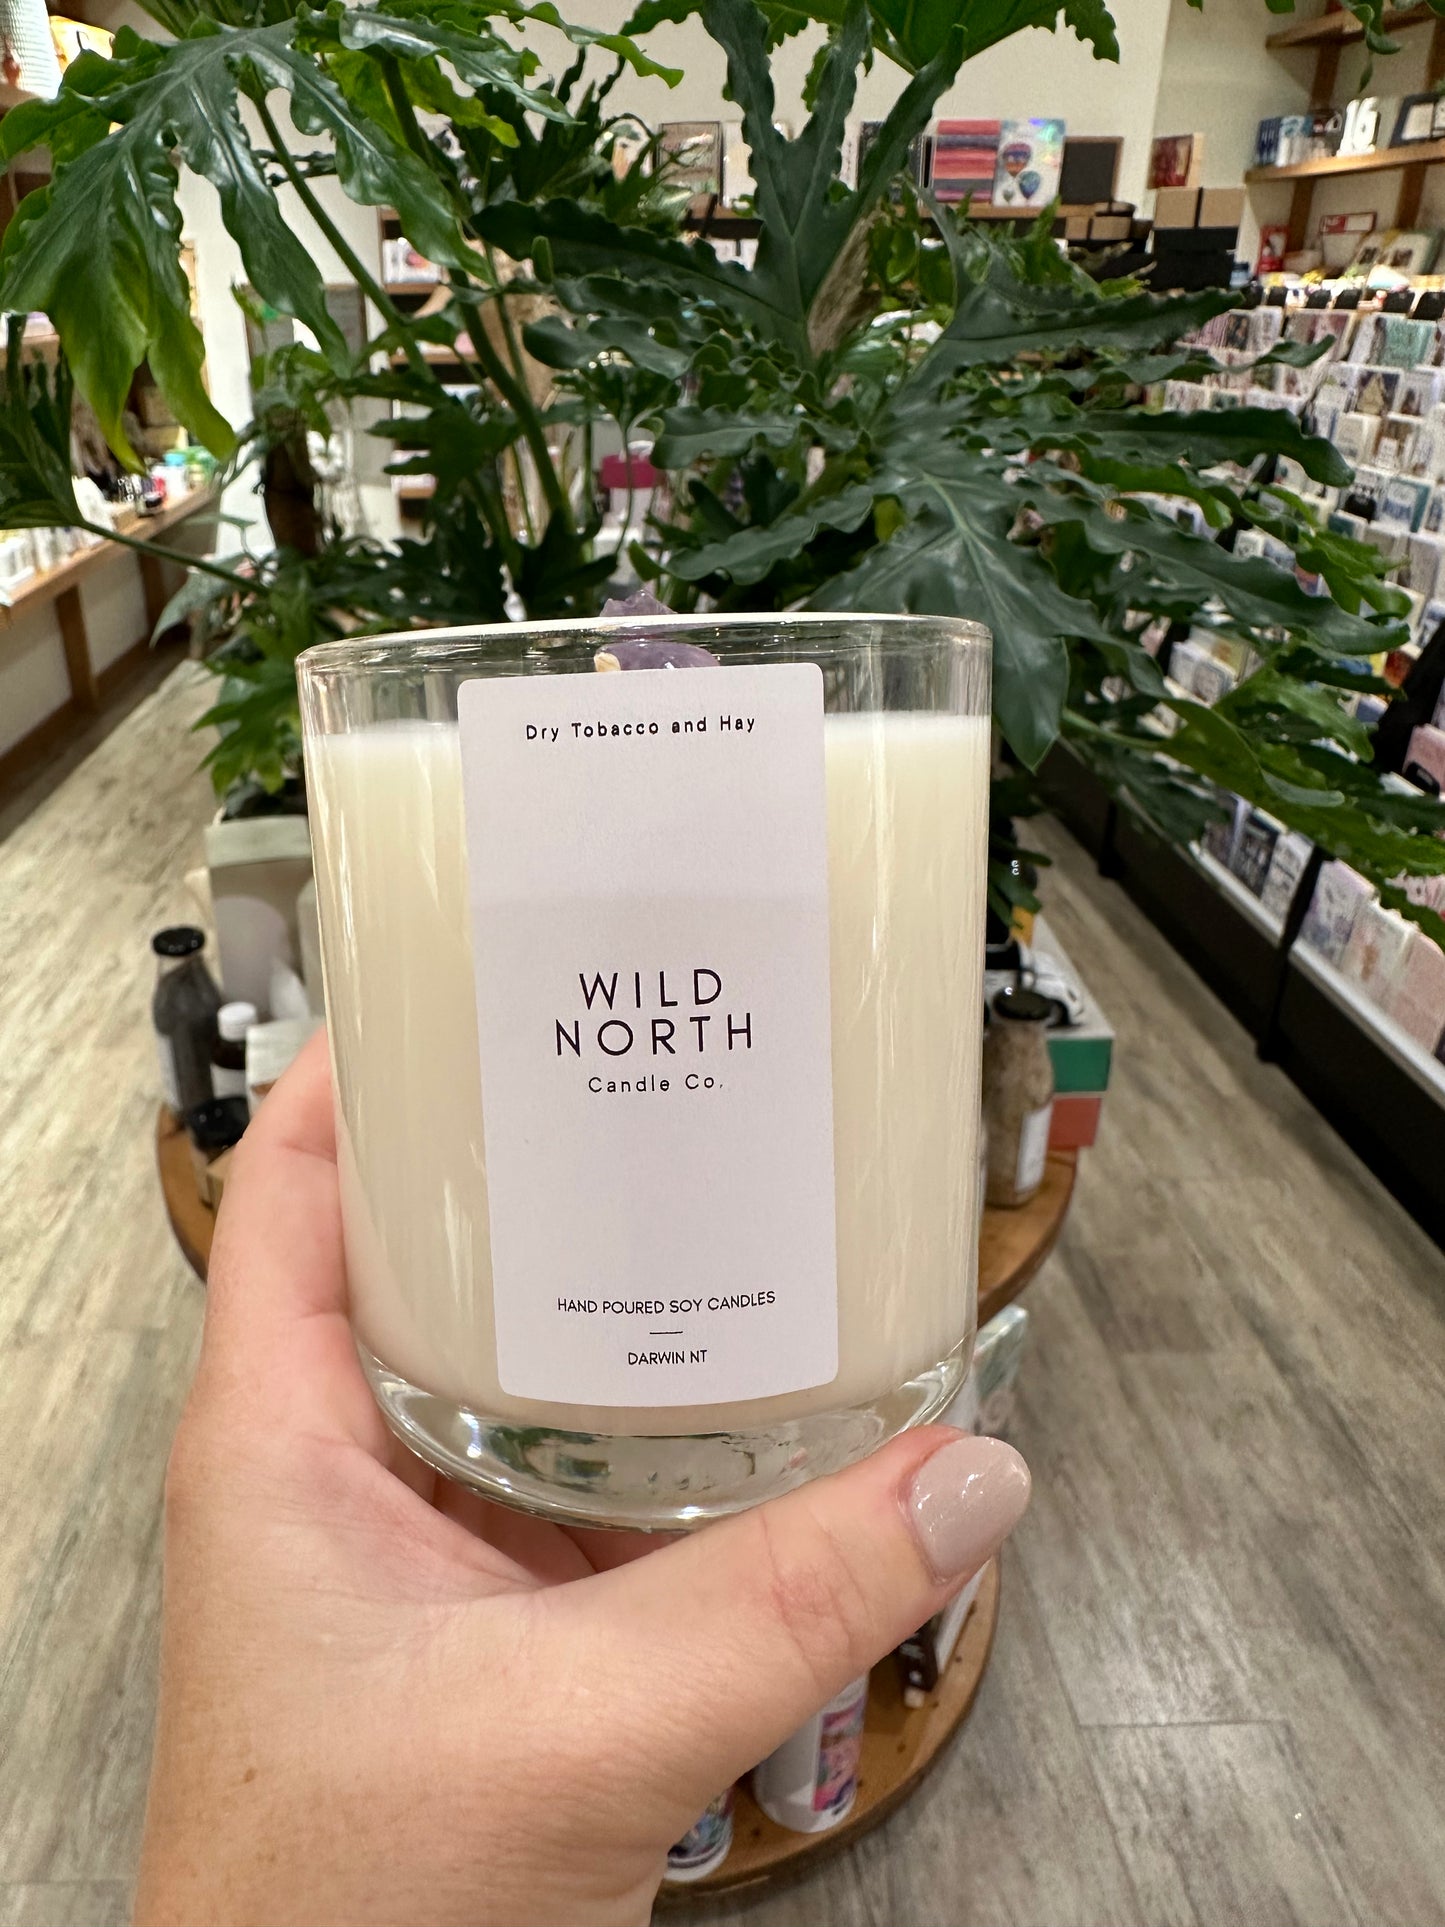 Dry Tobacco and Hay
WILD
NORTH
Candle Co.
HAND POURED SOY CANDLES
DARWIN NT